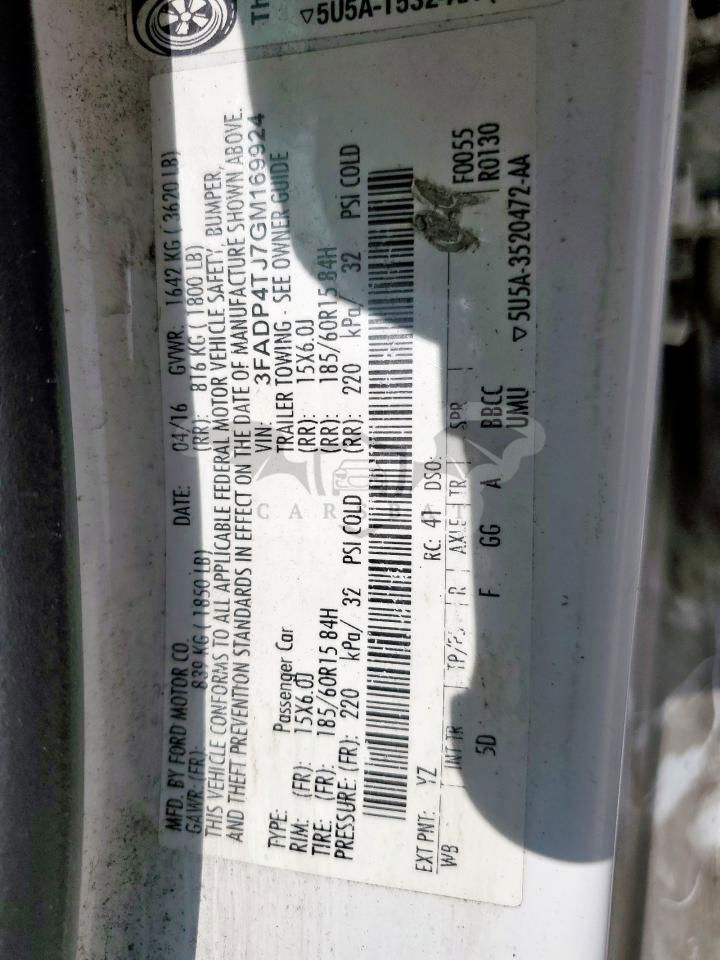 MFD. BY FORD MOTOR CO. DATE: 04/16 GVWR: 1642 KG ( 3620 LB)
GAWR: (FR): 839 KG ( 1850 LB) (RR): 816 KG ( 1800 LB)
THIS VEHICLE CONFORMS TO ALL APPLICABLE FEDERAL MOTOR VEHICLE SAFETY, BUMPER,
AND THEFT PREVENTION STANDARDS IN EFFECT ON THE DATE OF MANUFACTURE SHOWN ABOVE.
VIN: 3FADP4TJ7GM169924
TYPE: Passenger Car TRAILER TOWING - SEE OWNER GUIDE
RIM: (FR): 15X6.0J (RR): 15X6.0J
TIRE: (FR): 185/60R15 84H (RR): 185/60R15 84H
PRESSURE: (FR): 220 kPa/ 32 PSI COLD (RR): 220 kPa/ 32 PSI COLD
EXT PNT: YZ RC: 41 DSO: F0055
WB INT TR TP/PS R AXLE TR SPR R0130
5D F GG A BBCC
UMU
▽5U5A-3520472-AA
CARSBAT